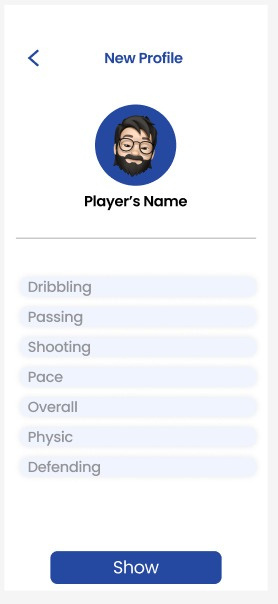 New Profile
Player's Name
Dribbling
Passing
Shooting
Pace
Overall
Physic
Defending
Show